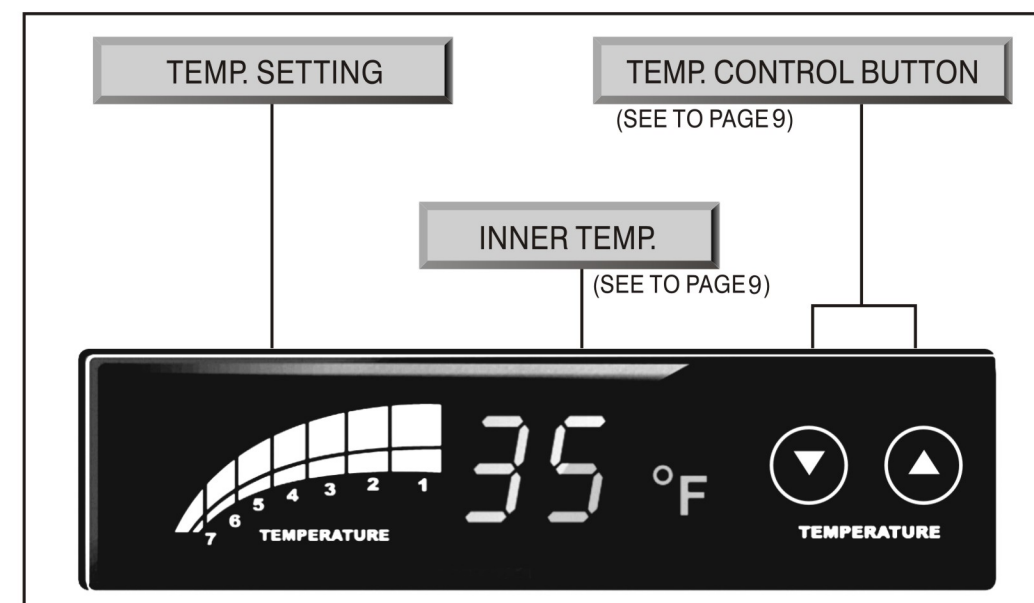 TEMP. SETTING
TEMP. CONTROL BUTTON
(SEE TO PAGE 9)
INNER TEMP.
(SEE TO PAGE 9)
35 °F
7 6 5 4 3 2 1
TEMPERATURE
TEMPERATURE